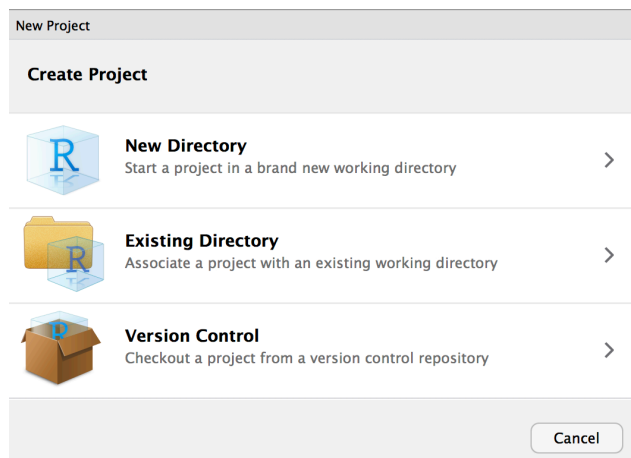 New Project
Create Project
R
New Directory
Start a project in a brand new working directory
R
Existing Directory
Associate a project with an existing working directory
R
Version Control
Checkout a project from a version control repository
Cancel